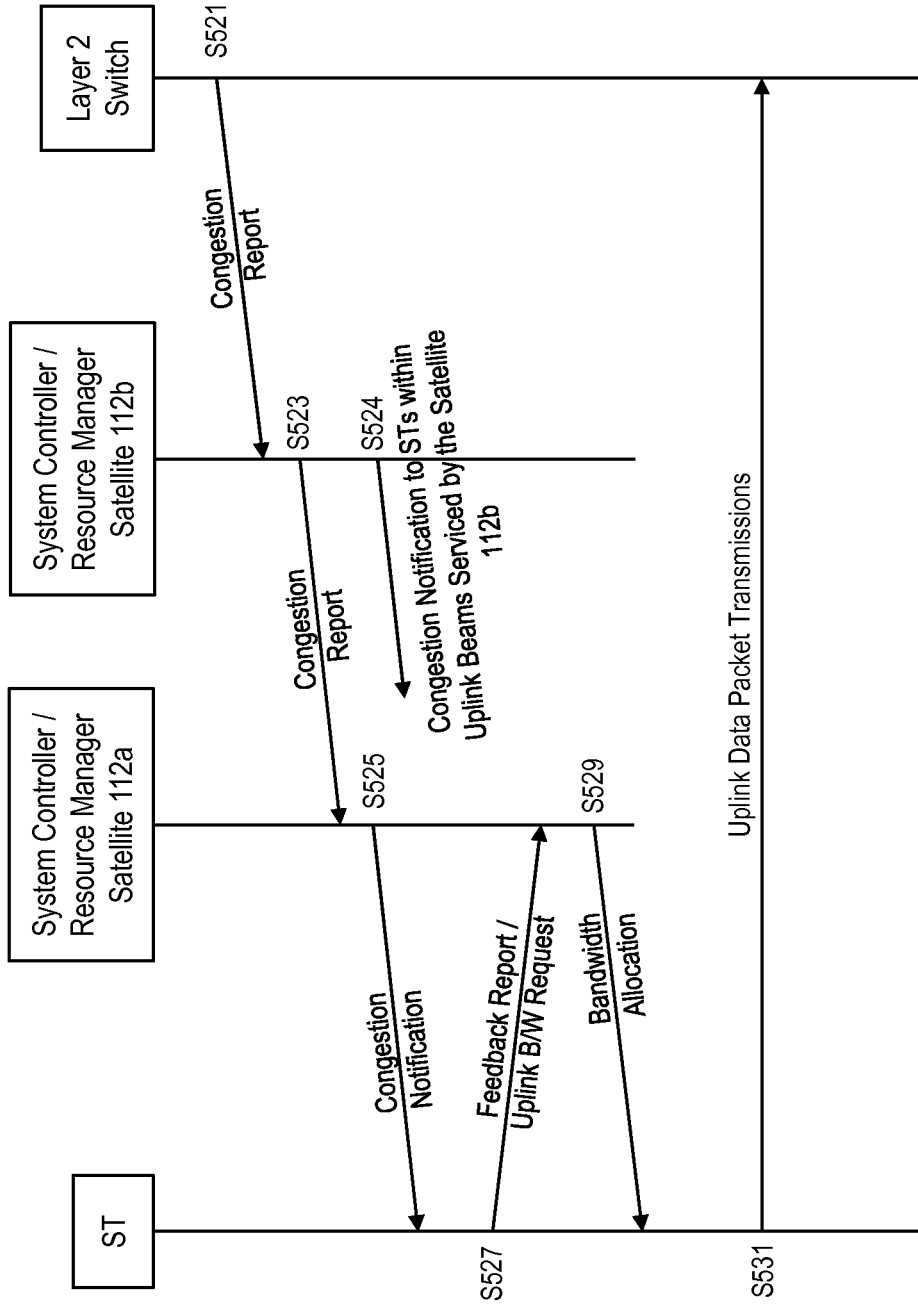 ST
System Controller /
Resource Manager
Satellite 112a
System Controller /
Resource Manager
Satellite 112b
Layer 2
Switch
S521
Congestion
Report
S523
Congestion
Report
S524
Congestion Notification to STs within
Uplink Beams Serviced by the Satellite
112b
S525
Congestion
Notification
S527
Feedback Report /
Uplink B/W Request
S529
Bandwidth
Allocation
S531
Uplink Data Packet Transmissions